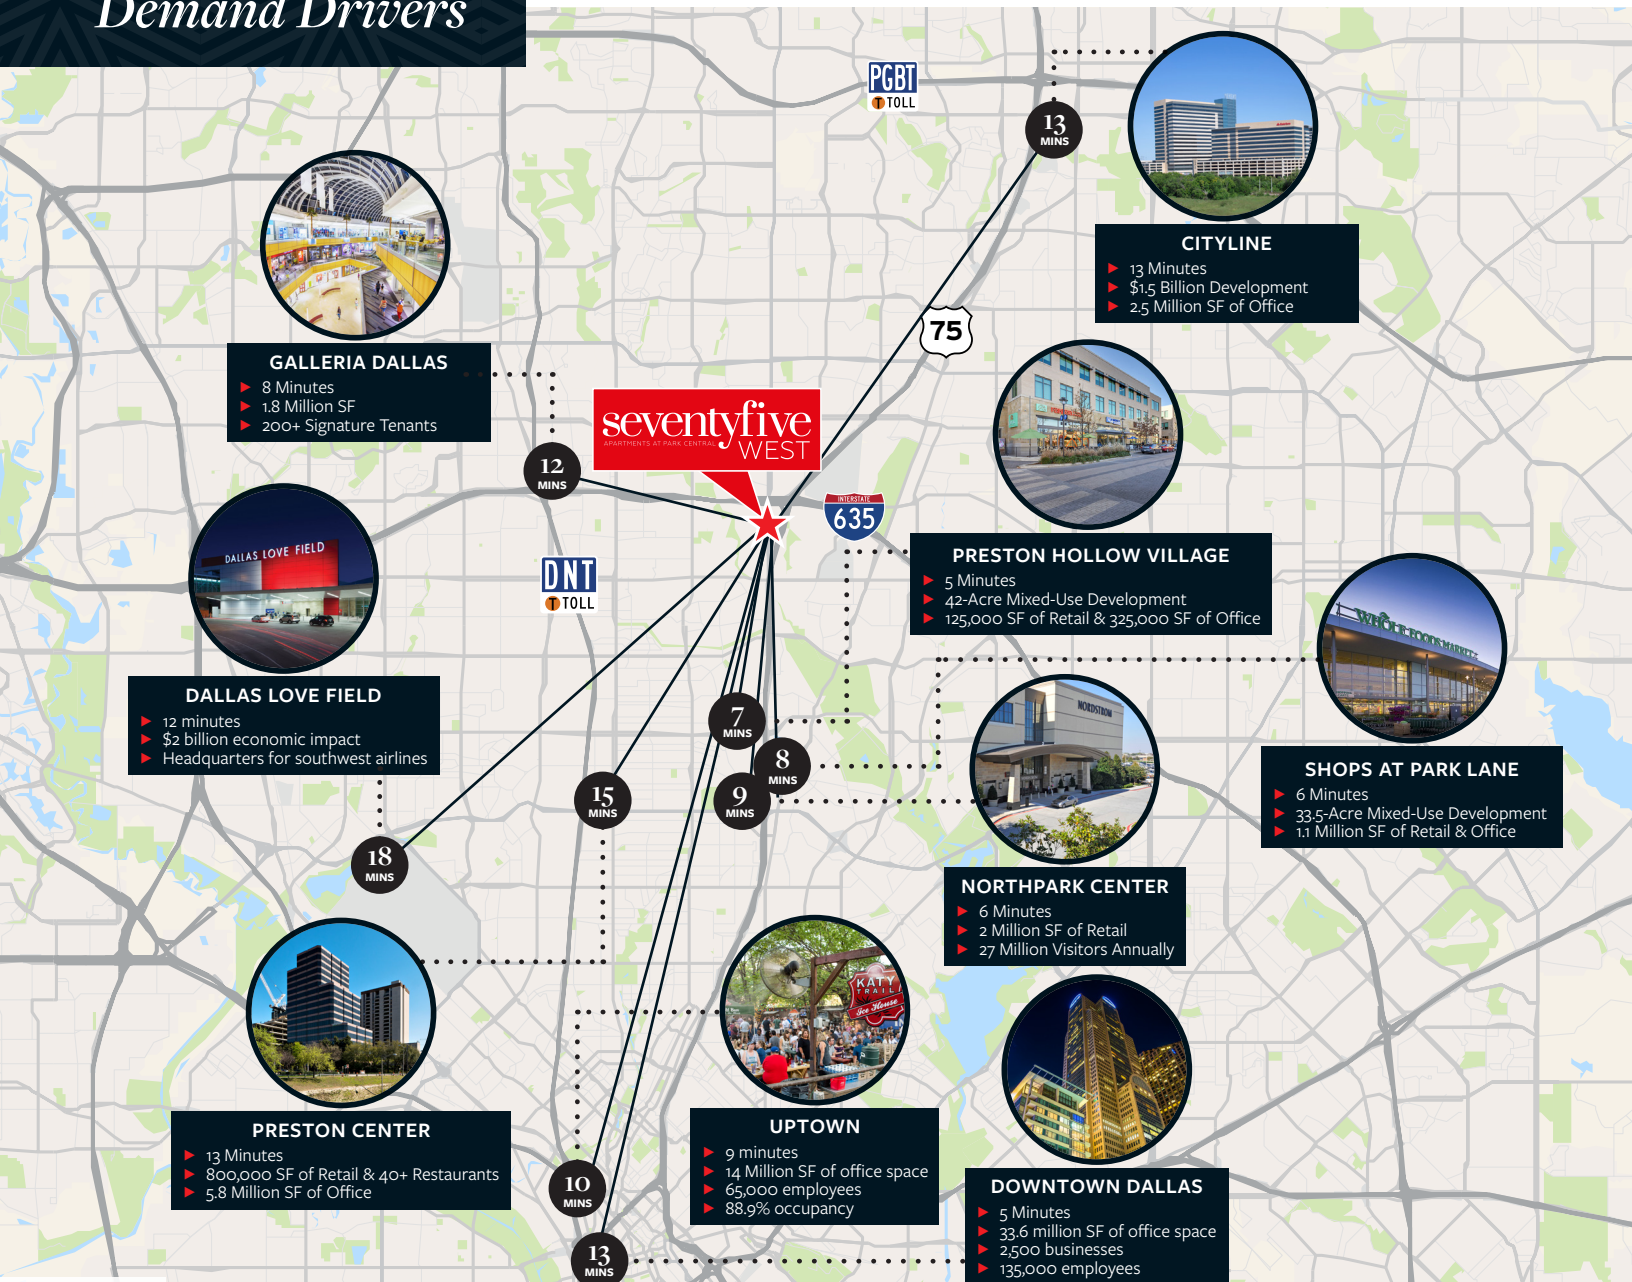 Demand Drivers
PGBT
TOLL
13
MINS
CITYLINE
13 Minutes
$1.5 Billion Development
2.5 Million SF of Office
GALLERIA DALLAS
8 Minutes
1.8 Million SF
200+ Signature Tenants
75
seventyfive
APARTMENTS AT PARK CENTRAL
WEST
12
MINS
INTERSTATE
635
DALLAS LOVE FIELD
DNT
TOLL
PRESTON HOLLOW VILLAGE
5 Minutes
42-Acre Mixed-Use Development
125,000 SF of Retail & 325,000 SF of Office
WHOLE FOODS MARKET
DALLAS LOVE FIELD
12 minutes
$2 billion economic impact
Headquarters for southwest airlines
7
MINS
8
MINS
9
MINS
15
MINS
18
MINS
NORDSTROM
SHOPS AT PARK LANE
6 Minutes
33.5-Acre Mixed-Use Development
1.1 Million SF of Retail & Office
NORTHPARK CENTER
6 Minutes
2 Million SF of Retail
27 Million Visitors Annually
KATY
TRAIL
Ice House
PRESTON CENTER
13 Minutes
800,000 SF of Retail & 40+ Restaurants
5.8 Million SF of Office
UPTOWN
9 minutes
14 Million SF of office space
65,000 employees
88.9% occupancy
10
MINS
13
MINS
DOWNTOWN DALLAS
5 Minutes
33.6 million SF of office space
2,500 businesses
135,000 employees